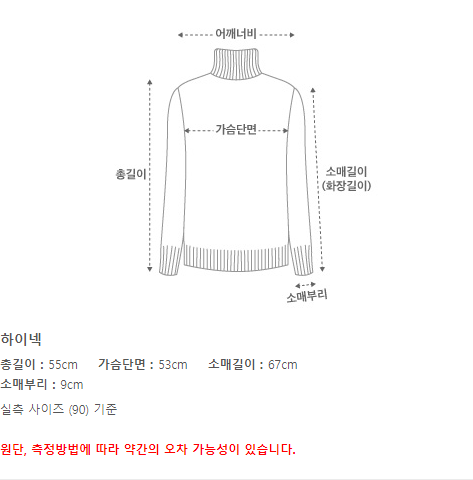 어깨너비
가슴단면
총길이
소매길이
(화장길이)
소매부리
하이넥
총길이 : 55cm 가슴단면 : 53cm 소매길이 : 67cm
소매부리 : 9cm
실측 사이즈 (90) 기준
원단, 측정방법에 따라 약간의 오차 가능성이 있습니다.